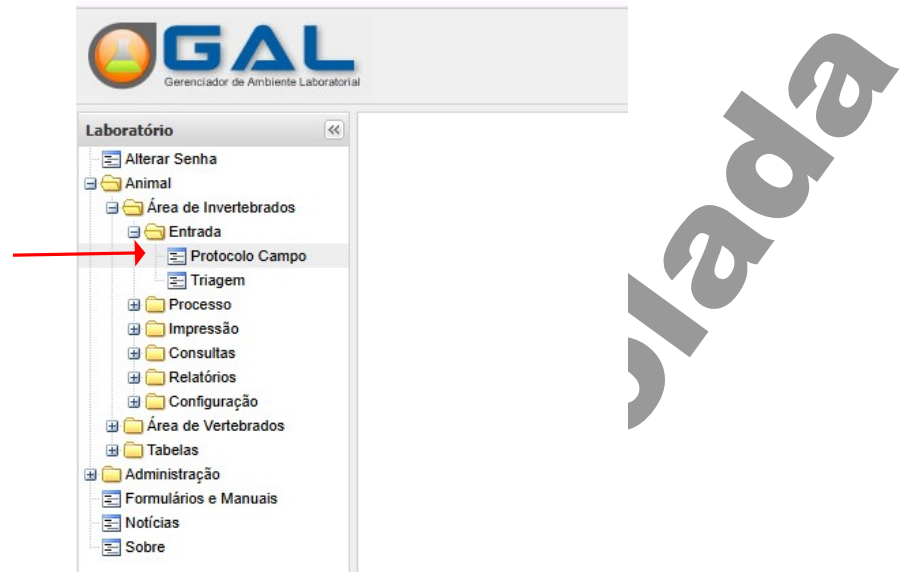 GAL
Gerenciador de Ambiente Laboratorial
Laboratório
Alterar Senha
Animal
Área de Invertebrados
Entrada
Protocolo Campo
Triagem
Processo
Impressão
Consultas
Relatórios
Configuração
Área de Vertebrados
Tabelas
Administração
Formulários e Manuais
Notícias
Sobre